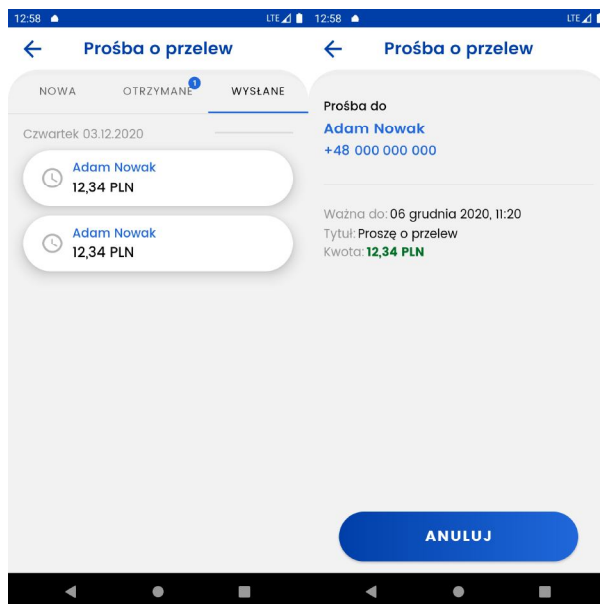 12:58
LTE
Prośba o przelew
NOWA
OTRZYMANE
1
WYSŁANE
Czwartek 03.12.2020
Adam Nowak
12,34 PLN
Adam Nowak
12,34 PLN
12:58
LTE
Prośba o przelew
Prośba do
Adam Nowak
+48 000 000 000
Ważna do: 06 grudnia 2020, 11:20
Tytuł: Proszę o przelew
Kwota: 12,34 PLN
ANULUJ